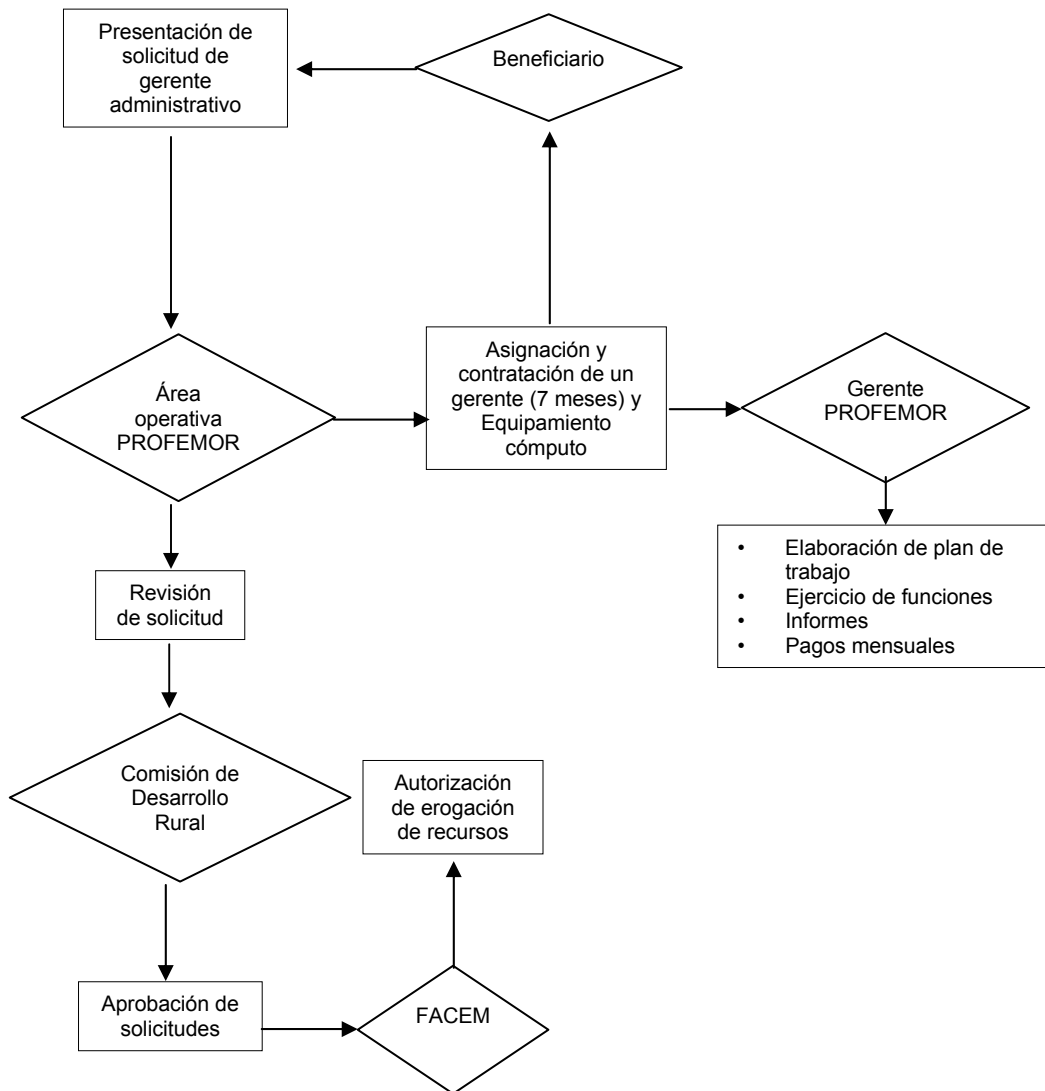 Presentación de
solicitud de
gerente
administrativo
Beneficiario
Área
operativa
PROFEMOR
Asignación y
contratación de un
gerente (7 meses) y
Equipamiento
cómputo
Gerente
PROFEMOR
• Elaboración de plan de
trabajo
• Ejercicio de funciones
• Informes
• Pagos mensuales
Revisión
de solicitud
Comisión de
Desarrollo
Rural
Autorización
de erogación
de recursos
Aprobación de
solicitudes
FACEM